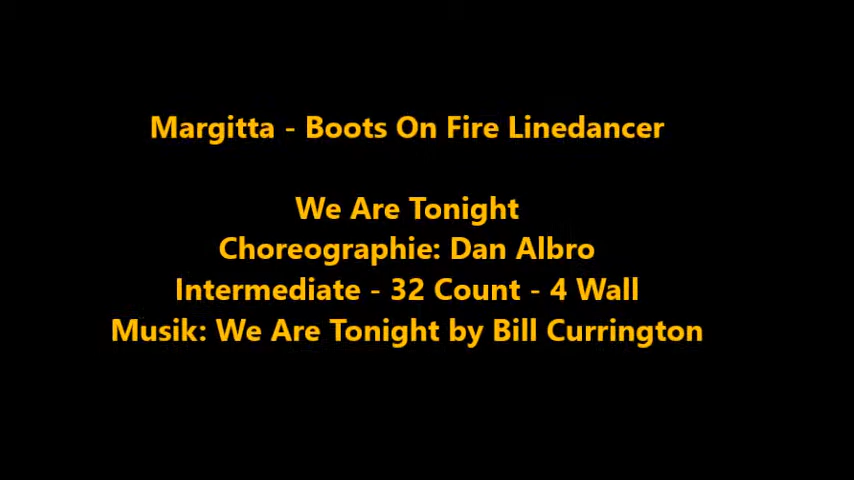 Margitta - Boots On Fire Linedancer
We Are Tonight
Choreographie: Dan Albro
Intermediate - 32 Count - 4 Wall
Musik: We Are Tonight by Bill Currington